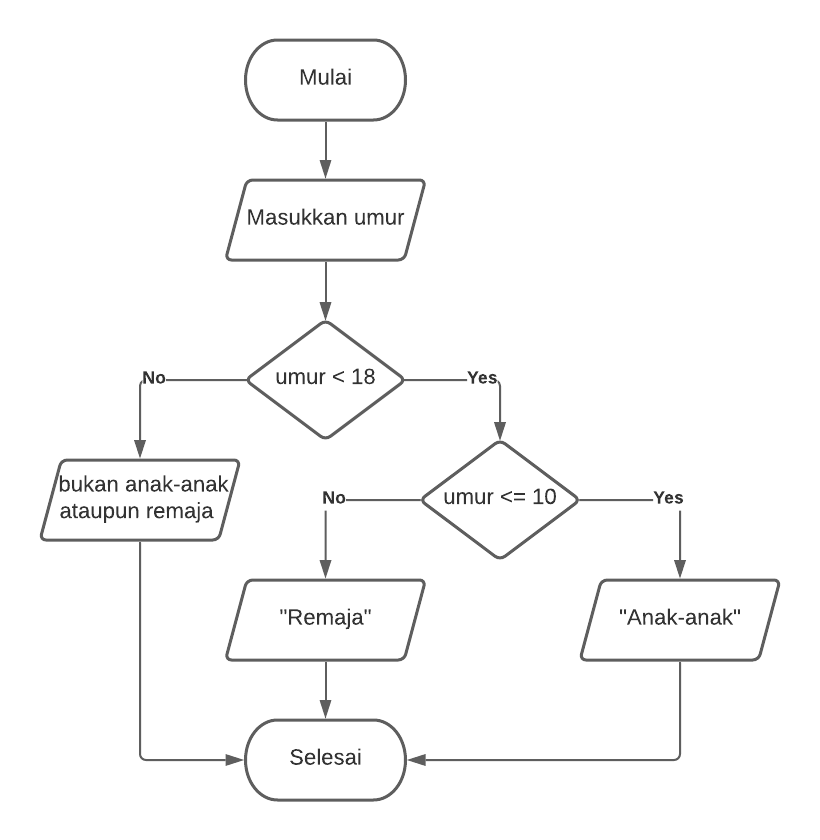 Mulai
Masukkan umur
umur < 18
No
Yes
bukan anak-anak
ataupun remaja
umur <= 10
No
Yes
"Remaja"
"Anak-anak"
Selesai